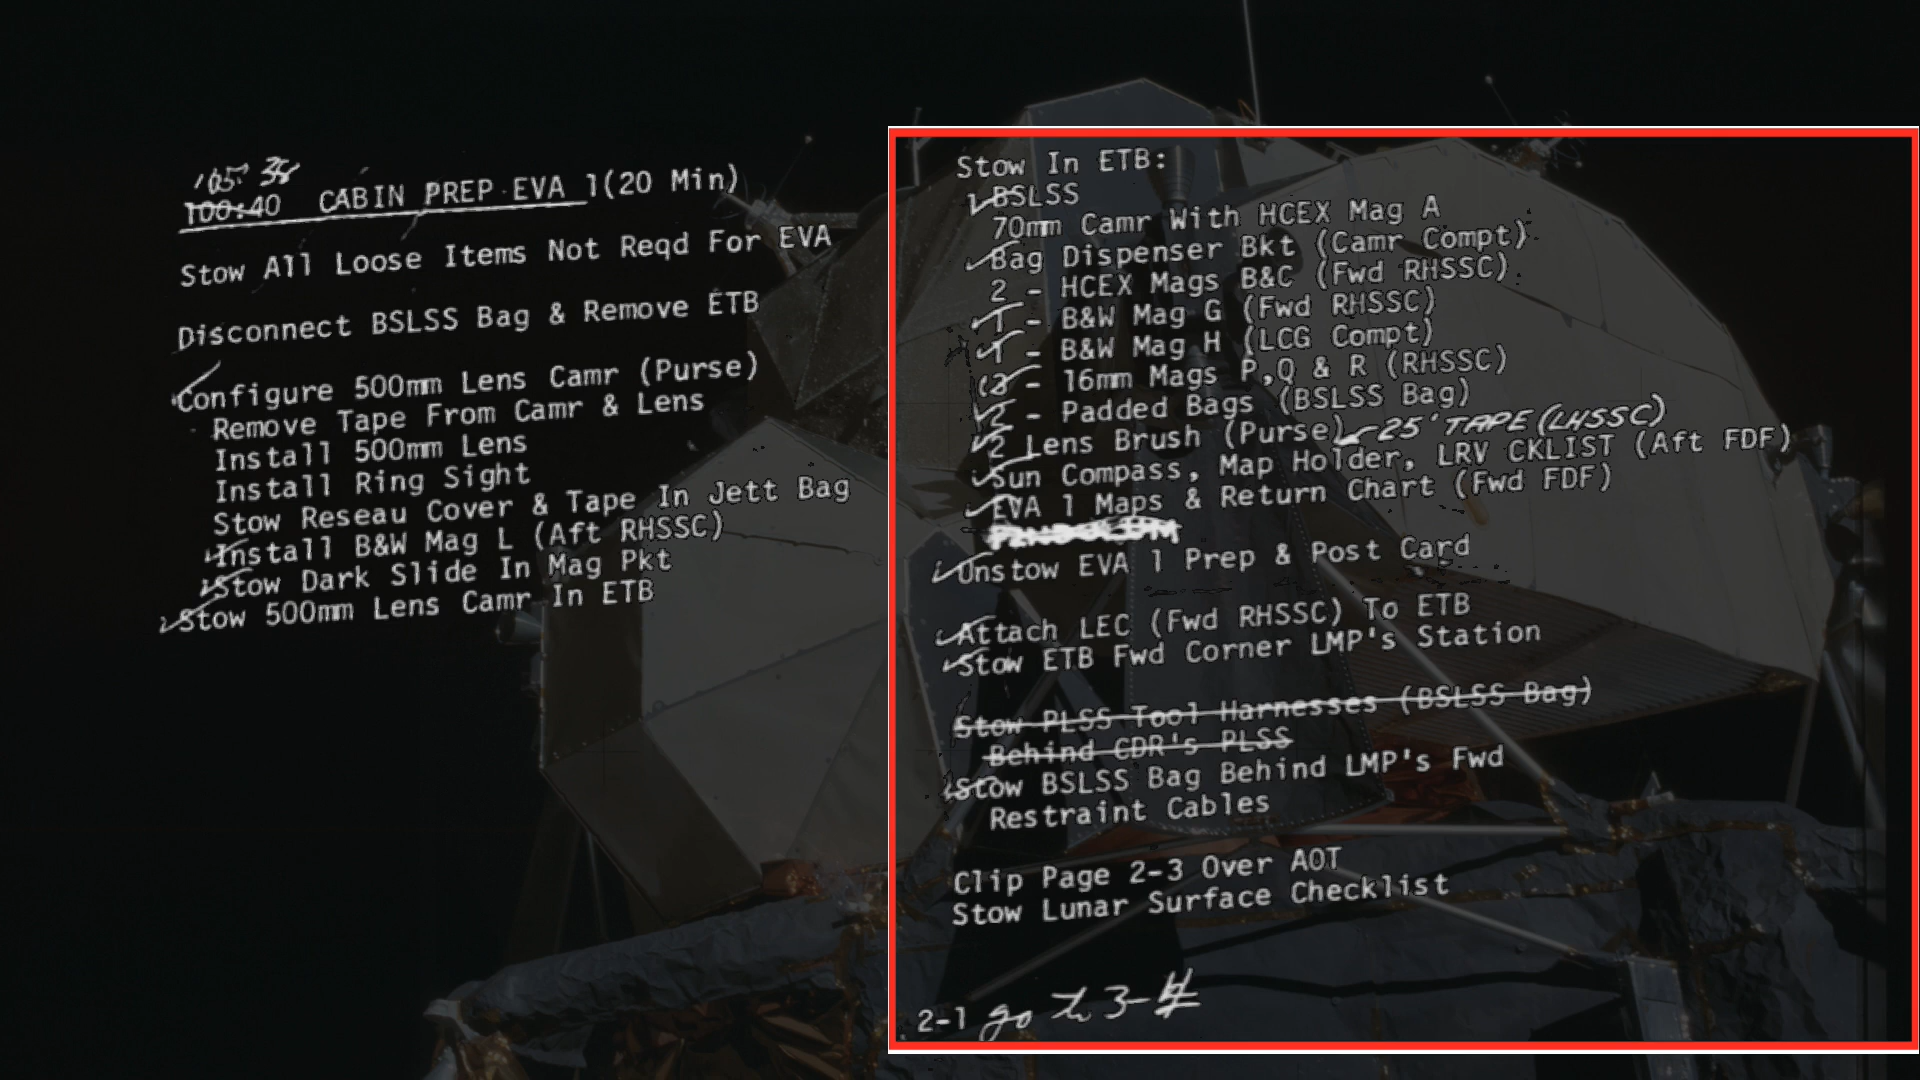 105:38
100:40 CABIN PREP EVA 1(20 Min)
Stow All Loose Items Not Reqd For EVA
Disconnect BSLSS Bag & Remove ETB
Configure 500mm Lens Camr (Purse)
Remove Tape From Camr & Lens
Install 500mm Lens
Install Ring Sight
Stow Reseau Cover & Tape In Jett Bag
Install B&W Mag L (Aft RHSSC)
Stow Dark Slide In Mag Pkt
Stow 500mm Lens Camr In ETB
Stow In ETB:
BSLSS
70mm Camr With HCEX Mag A
Bag Dispenser Bkt (Camr Compt)
2 - HCEX Mags B&C (Fwd RHSSC)
1 - B&W Mag G (Fwd RHSSC)
1 - B&W Mag H (LCG Compt)
- 16mm Mags P,Q & R (RHSSC)
2 - Padded Bags (BSLSS Bag)
2 Lens Brush (Purse) 25' TAPE (LHSSC)
Sun Compass, Map Holder, LRV CKLIST (Aft FDF)
EVA 1 Maps & Return Chart (Fwd FDF)
Unstow EVA 1 Prep & Post Card
Attach LEC (Fwd RHSSC) To ETB
Stow ETB Fwd Corner LMP's Station
Stow PLSS Tool Harnesses (BSLSS Bag)
Behind CDR's PLSS
Stow BSLSS Bag Behind LMP's Fwd
Restraint Cables
Clip Page 2-3 Over AOT
Stow Lunar Surface Checklist
2-1 go to 3-